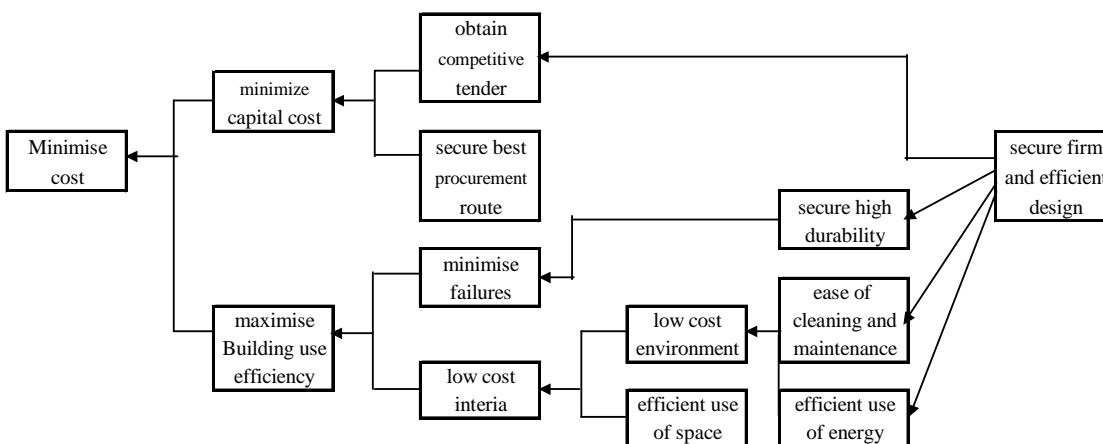 Minimise
cost
minimize
capital cost
maximise
Building use
efficiency
obtain
competitive
tender
secure best
procurement
route
minimise
failures
low cost
interia
low cost
environment
efficient use
of space
secure high
durability
ease of
cleaning and
maintenance
efficient use
of energy
secure firm
and efficient
design